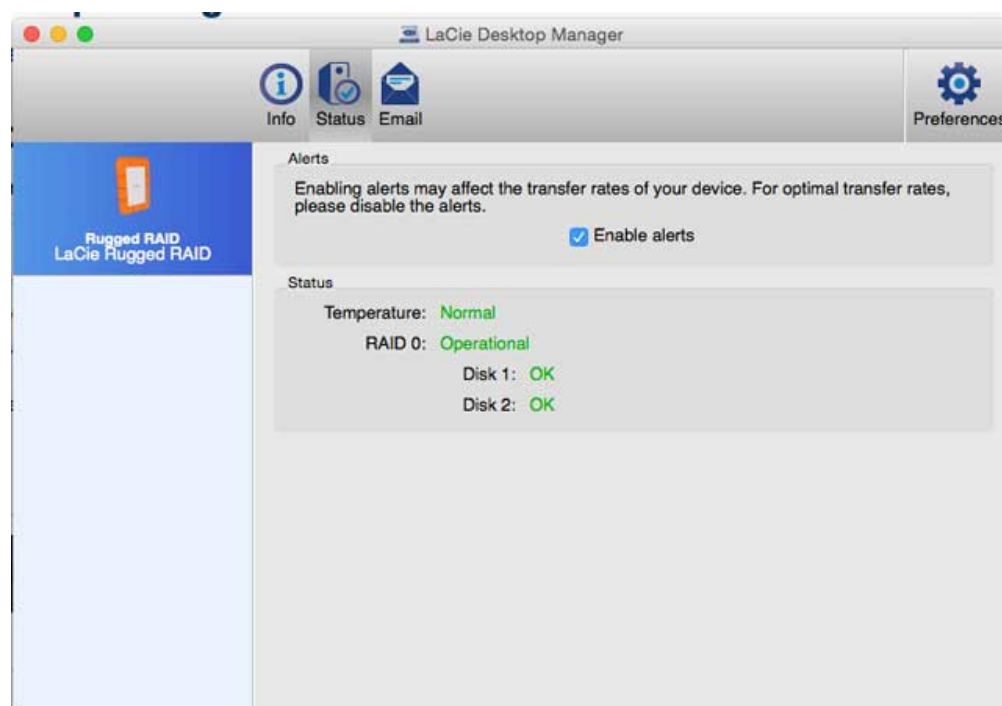 LaCie Desktop Manager
Info Status Email Preferences
Rugged RAID
LaCie Rugged RAID
Alerts
Enabling alerts may affect the transfer rates of your device. For optimal transfer rates,
please disable the alerts.
Enable alerts
Status
Temperature: Normal
RAID 0: Operational
Disk 1: OK
Disk 2: OK